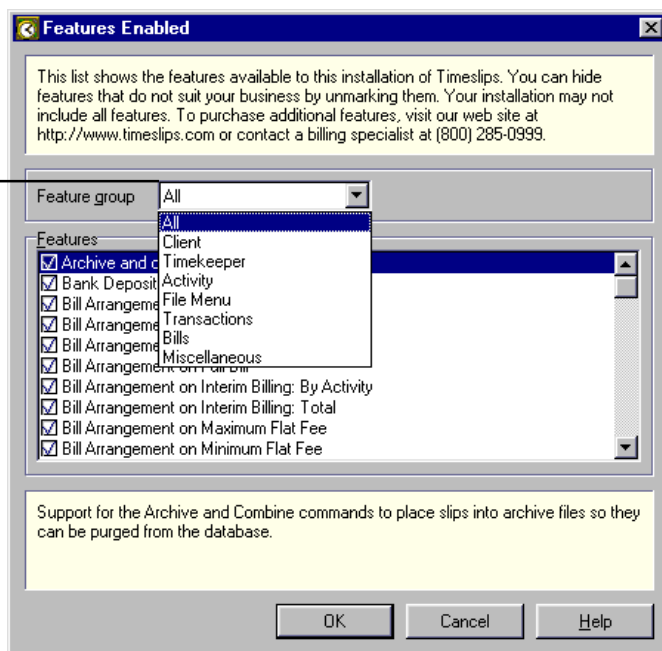 Features Enabled
This list shows the features available to this installation of Timeslips. You can hide
features that do not suit your business by unmarking them. Your installation may not
include all features. To purchase additional features, visit our web site at
http://www.timeslips.com or contact a billing specialist at (800) 285-0999.
Feature group All
All
Client
Timekeeper
Activity
File Menu
Transactions
Bills
Miscellaneous
Features
Archive and
Bank Deposit
Bill Arrangeme
Bill Arrangeme
Bill Arrangeme
Bill Arrangement on Full Bill
Bill Arrangement on Interim Billing: By Activity
Bill Arrangement on Interim Billing: Total
Bill Arrangement on Maximum Flat Fee
Bill Arrangement on Minimum Flat Fee
Support for the Archive and Combine commands to place slips into archive files so they
can be purged from the database.
OK Cancel Help